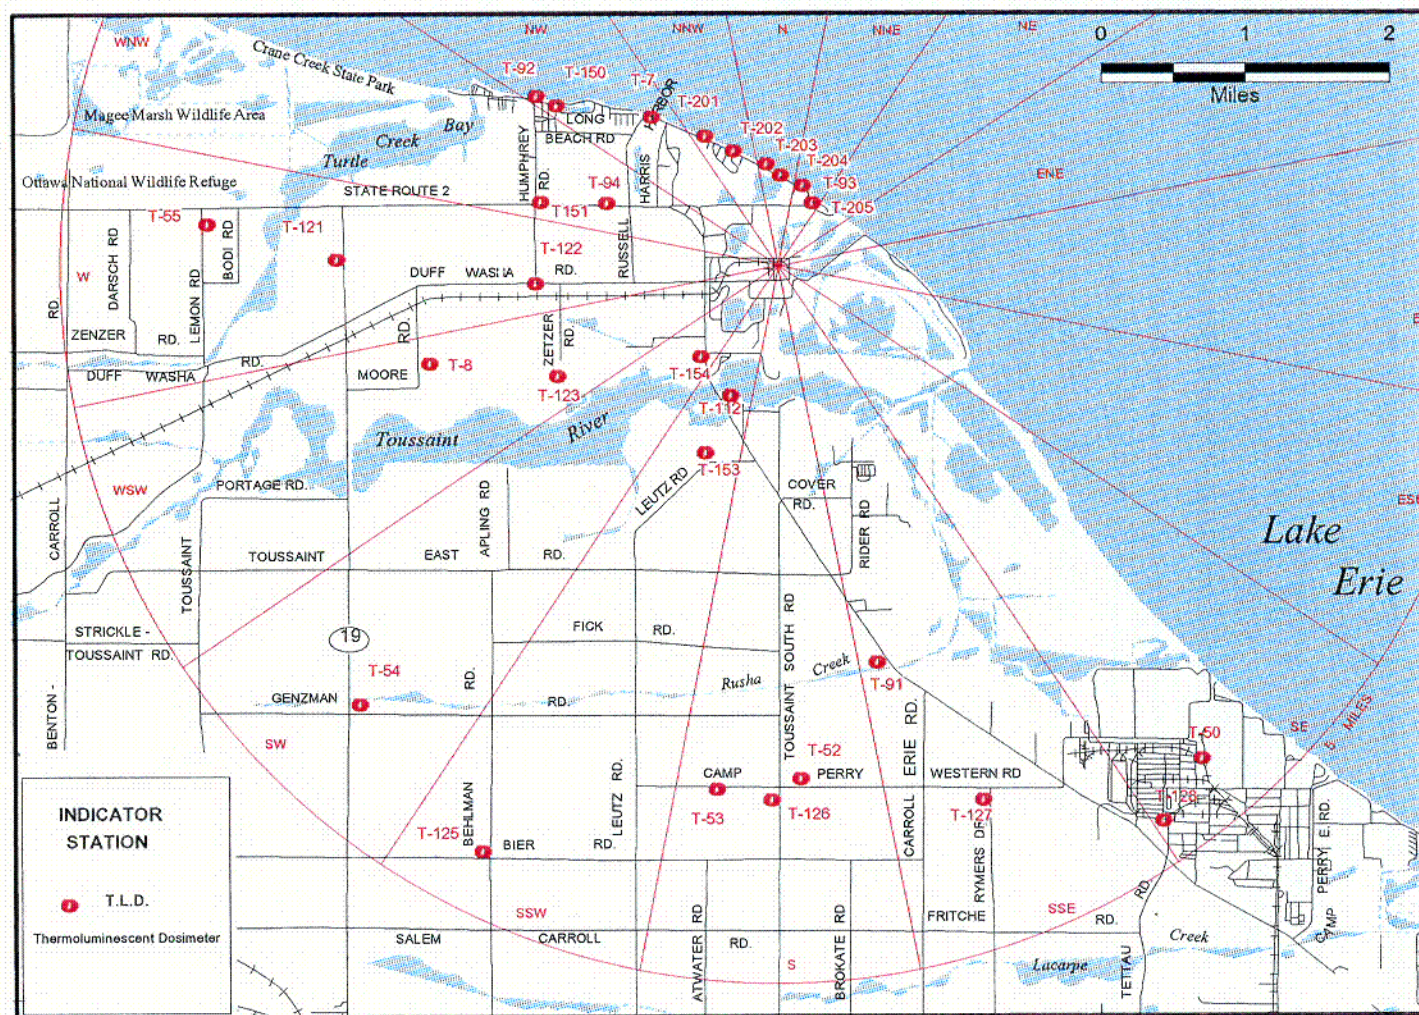 WNW
NW
NNW
N
NNE
NE
0 1 2
Miles
Crane Creek State Park
T-92
T-150
T-7
HARBOR
T-201
Magee Marsh Wildlife Area
LONG
BEACH RD
Turtle
Creek
Bay
T-202
T-203
T-204
T-93
T-205
ENE
Ottawa National Wildlife Refuge
STATE ROUTE 2
HUMPHREY
RD.
T-94
HARRIS
T151
T-55
T-121
DARSCH RD
BODI RD
LEMON RD
T-122
RUSSELL
W
DUFF
WASHA
RD.
RD
ZENZER
RD.
RD.
RD.
ZETZER
RD.
DUFF
WASHA
MOORE
T-8
T-123
T-154
T-112
Toussaint
River
T-153
WSW
PORTAGE RD.
LEUTZ RD
COVER
RD.
ESE
CARROLL
APLING RD
RIDER RD
TOUSSAINT
TOUSSAINT
EAST
RD.
Lake
Erie
STRICKLE -
TOUSSAINT RD.
19
FICK
RD.
TOUSSAINT SOUTH RD
T-54
GENZMAN
RD.
RD.
Rusha
Creek
T-91
BENTON -
SW
ERIE RD.
CARROLL
SE
5 MILES
T-50
T-52
CAMP
PERRY
WESTERN RD
T-53
T-126
T-127
T-128
BEHLMAN
LEUTZ RD.
T-125
BIER
RD.
RYMERS DR
PERRY E. RD.
CAMP
INDICATOR
STATION
T.L.D.
Thermoluminescent Dosimeter
SSW
S
SSE
FRITCHE
RD.
RD.
SALEM
CARROLL
RD.
ATWATER RD
BROKATE RD
TETTAU
Lacarpe
Creek